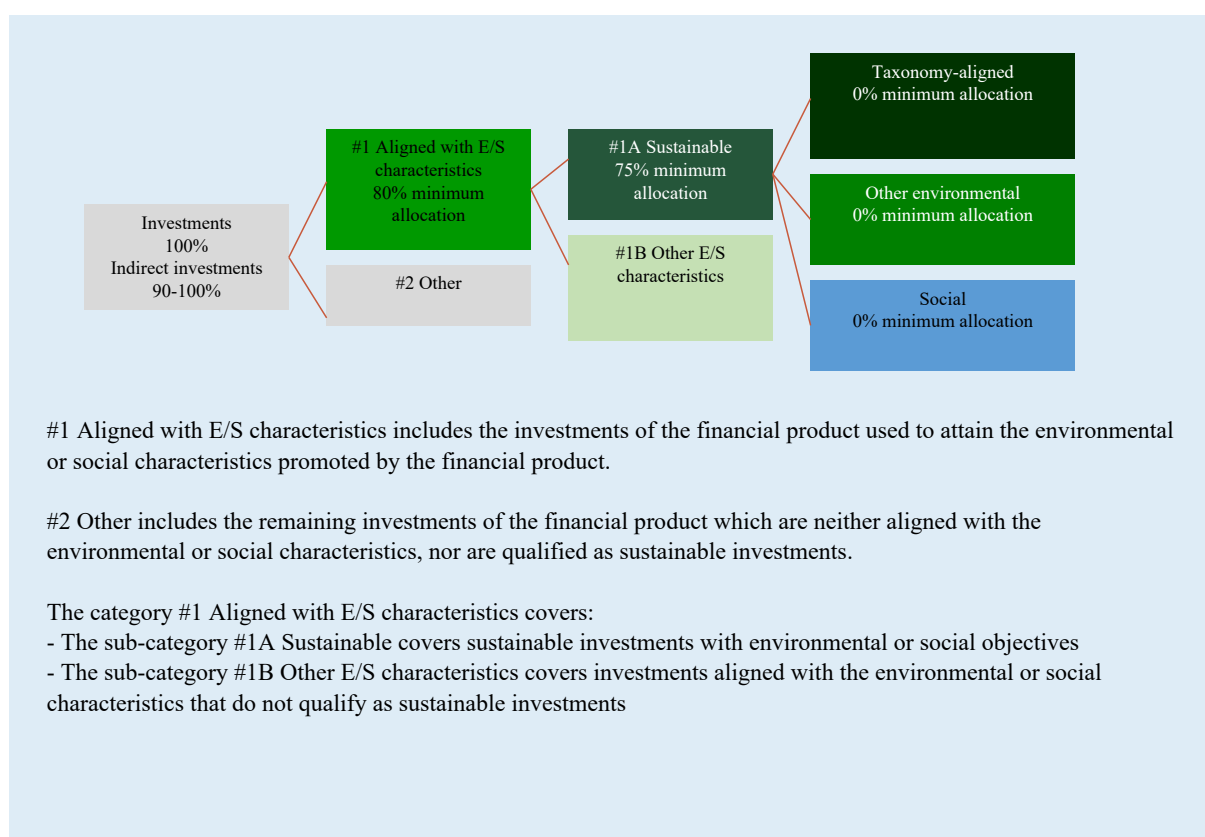 Taxonomy-aligned
0% minimum allocation
#1 Aligned with E/S
characteristics
80% minimum
allocation
#1A Sustainable
75% minimum
allocation
Other environmental
0% minimum allocation
Investments
100%
Indirect investments
90-100%
#2 Other
#1B Other E/S
characteristics
Social
0% minimum allocation
#1 Aligned with E/S characteristics includes the investments of the financial product used to attain the environmental
or social characteristics promoted by the financial product.
#2 Other includes the remaining investments of the financial product which are neither aligned with the
environmental or social characteristics, nor are qualified as sustainable investments.
The category #1 Aligned with E/S characteristics covers:
- The sub-category #1A Sustainable covers sustainable investments with environmental or social objectives
- The sub-category #1B Other E/S characteristics covers investments aligned with the environmental or social
characteristics that do not qualify as sustainable investments